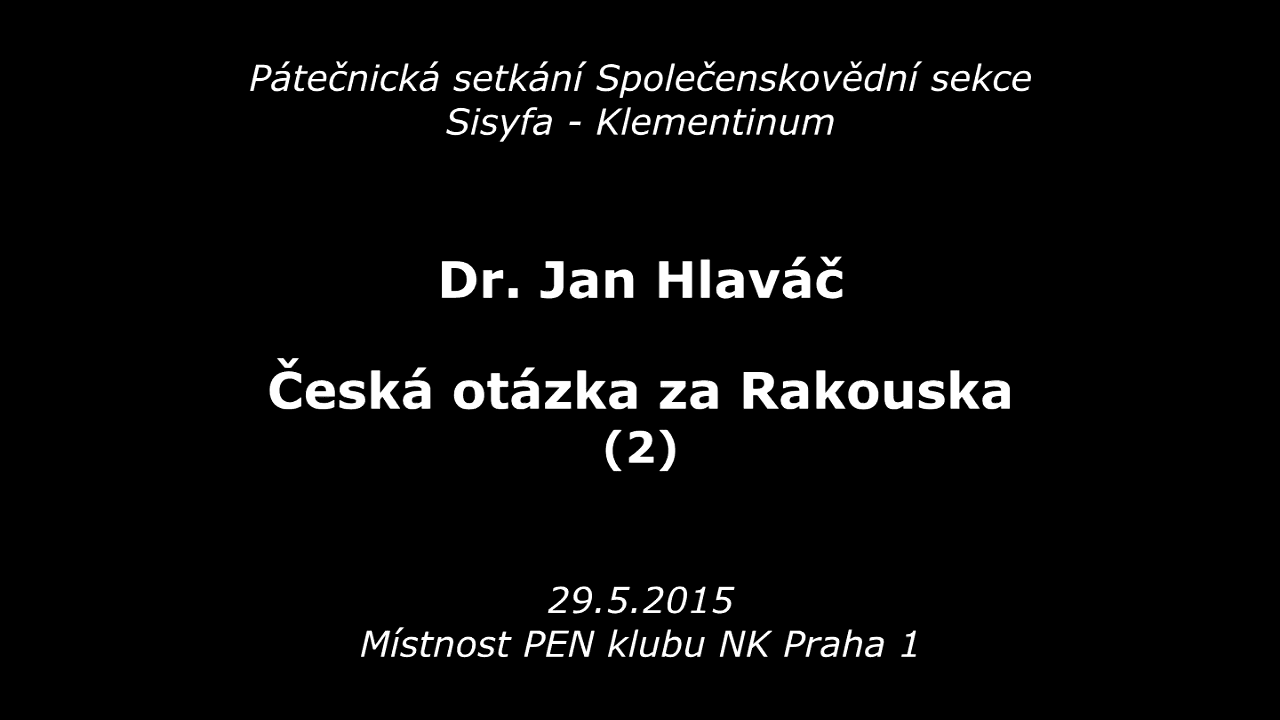 Pátečnická setkání Společenskovědní sekce
Sisyfa - Klementinum
Dr. Jan Hlaváč
Česká otázka za Rakouska
(2)
29.5.2015
Místnost PEN klubu NK Praha 1